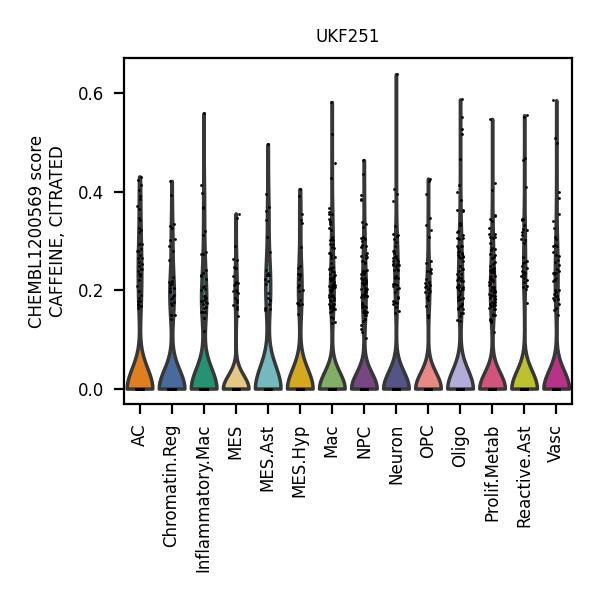 UKF251
CHEMBL1200569 score
CAFFEINE, CITRATED
0.6
0.4
0.2
0.0
AC
Chromatin.Reg
Inflammatory.Mac
MES
MES.Ast
MES.Hyp
Mac
NPC
Neuron
OPC
Oligo
Prolif.Metab
Reactive.Ast
Vasc